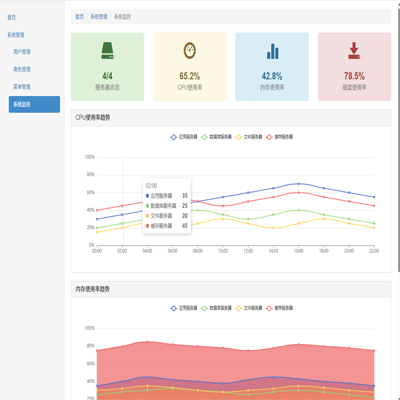 首页
系统管理
用户管理
角色管理
菜单管理
系统监控
首页 / 系统管理 / 系统监控
4/4
服务器状态
65.2%
CPU使用率
42.8%
内存使用率
78.5%
磁盘使用率
CPU使用率趋势
应用服务器 数据库服务器 文件服务器 缓存服务器
100%
80%
60%
40%
20%
0%
02:00
应用服务器 35
数据库服务器 25
文件服务器 20
缓存服务器 45
00:00 02:00 04:00 06:00 08:00 10:00 12:00 14:00 16:00 18:00 20:00 22:00
内存使用率趋势
应用服务器 数据库服务器 文件服务器 缓存服务器
100%
80%
60%
40%
20%